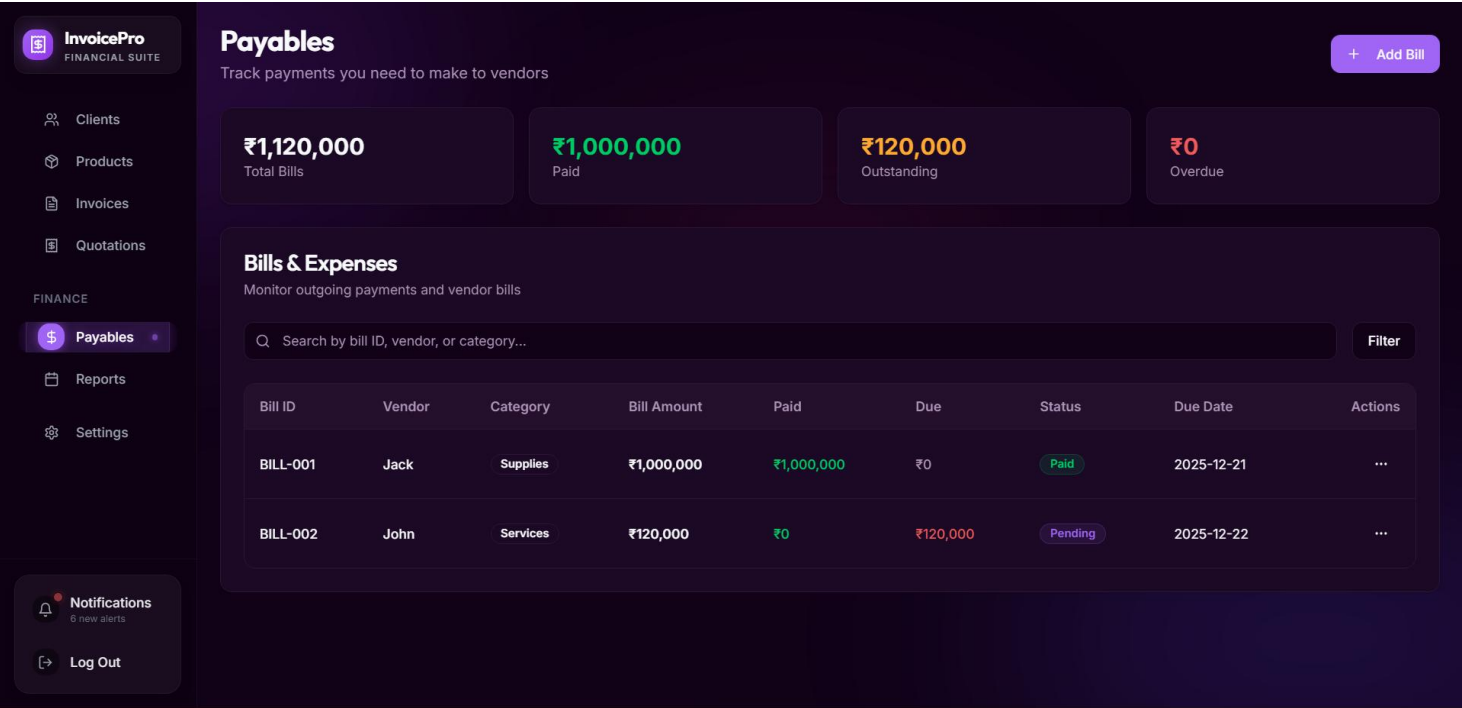 InvoicePro
FINANCIAL SUITE
Clients
Products
Invoices
Quotations
FINANCE
Payables
Reports
Settings
Notifications
6 new alerts
Log Out
Payables
Track payments you need to make to vendors
+ Add Bill
₹1,120,000
Total Bills
₹1,000,000
Paid
₹120,000
Outstanding
₹0
Overdue
Bills & Expenses
Monitor outgoing payments and vendor bills
Search by bill ID, vendor, or category...
Filter
Bill ID Vendor Category Bill Amount Paid Due Status Due Date Actions
BILL-001 Jack Supplies ₹1,000,000 ₹1,000,000 ₹0 Paid 2025-12-21 ...
BILL-002 John Services ₹120,000 ₹0 ₹120,000 Pending 2025-12-22 ...